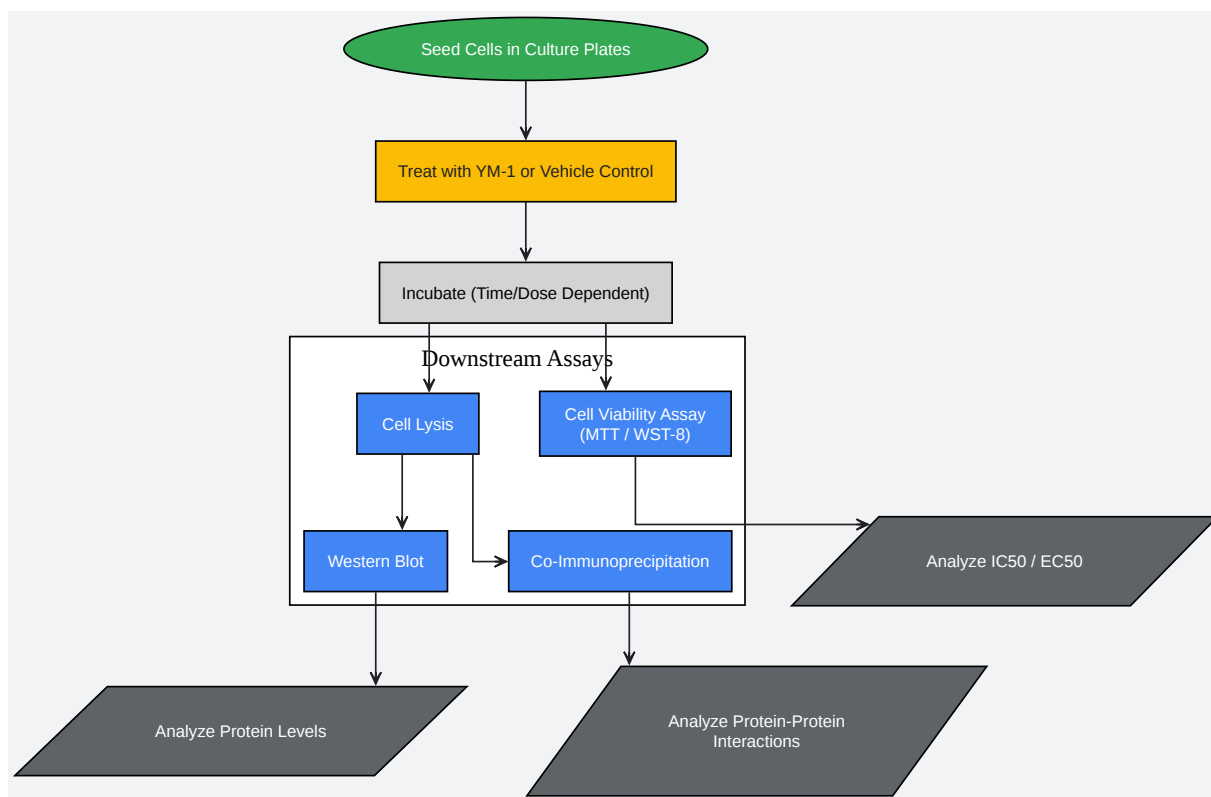 Seed Cells in Culture Plates
Treat with YM-1 or Vehicle Control
Incubate (Time/Dose Dependent)
Downstream Assays
Cell Lysis
Cell Viability Assay
(MTT / WST-8)
Western Blot
Co-Immunoprecipitation
Analyze IC50 / EC50
Analyze Protein Levels
Analyze Protein-Protein
Interactions